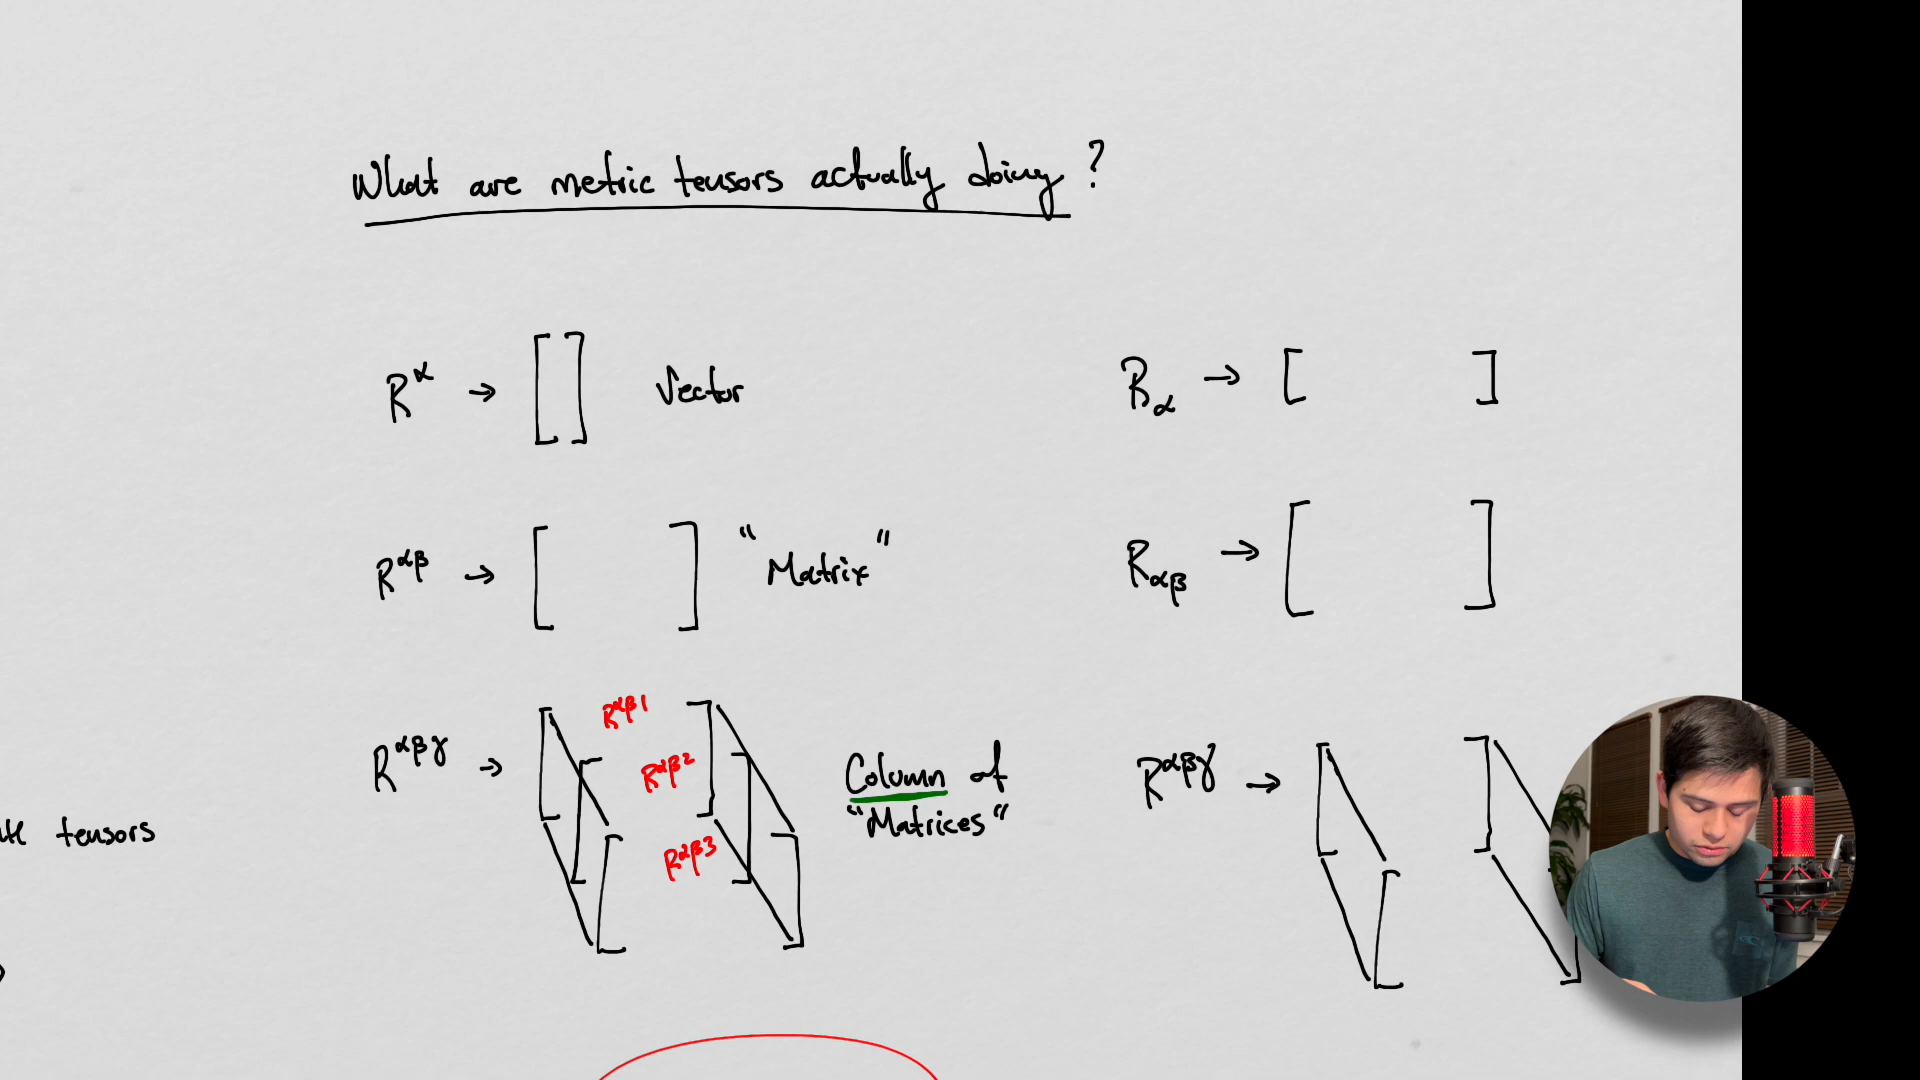 What are metric tensors actually doing?
R^α → [ ] Vector
R_α → [ ]
R^αβ → [ ] "Matrix"
R_αβ → [ ]
R^αβγ →
R^αβ1
R^αβ2
R^αβ3
Column of
"Matrices"
R^αβγ →
tensors